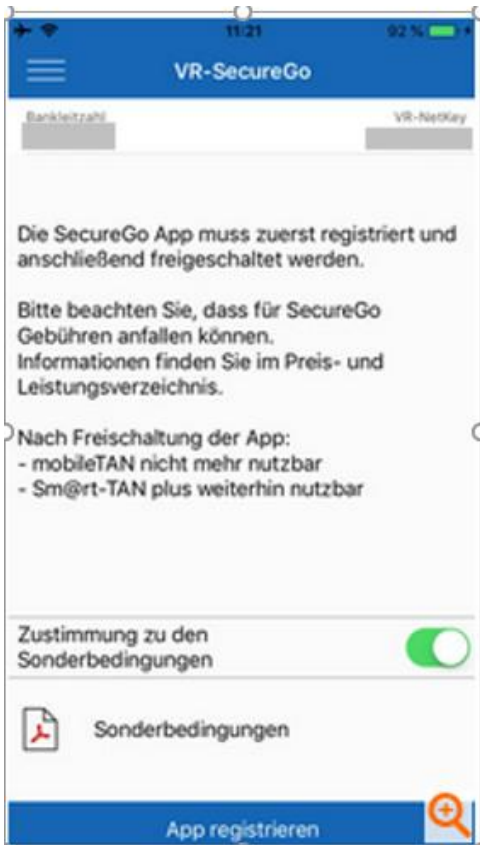 11:21
92 %
VR-SecureGo
Bankleitzahl
VR-NetKey
Die SecureGo App muss zuerst registriert und
anschließend freigeschaltet werden.
Bitte beachten Sie, dass für SecureGo
Gebühren anfallen können.
Informationen finden Sie im Preis- und
Leistungsverzeichnis.
Nach Freischaltung der App:
- mobileTAN nicht mehr nutzbar
- Sm@rt-TAN plus weiterhin nutzbar
Zustimmung zu den
Sonderbedingungen
Sonderbedingungen
App registrieren